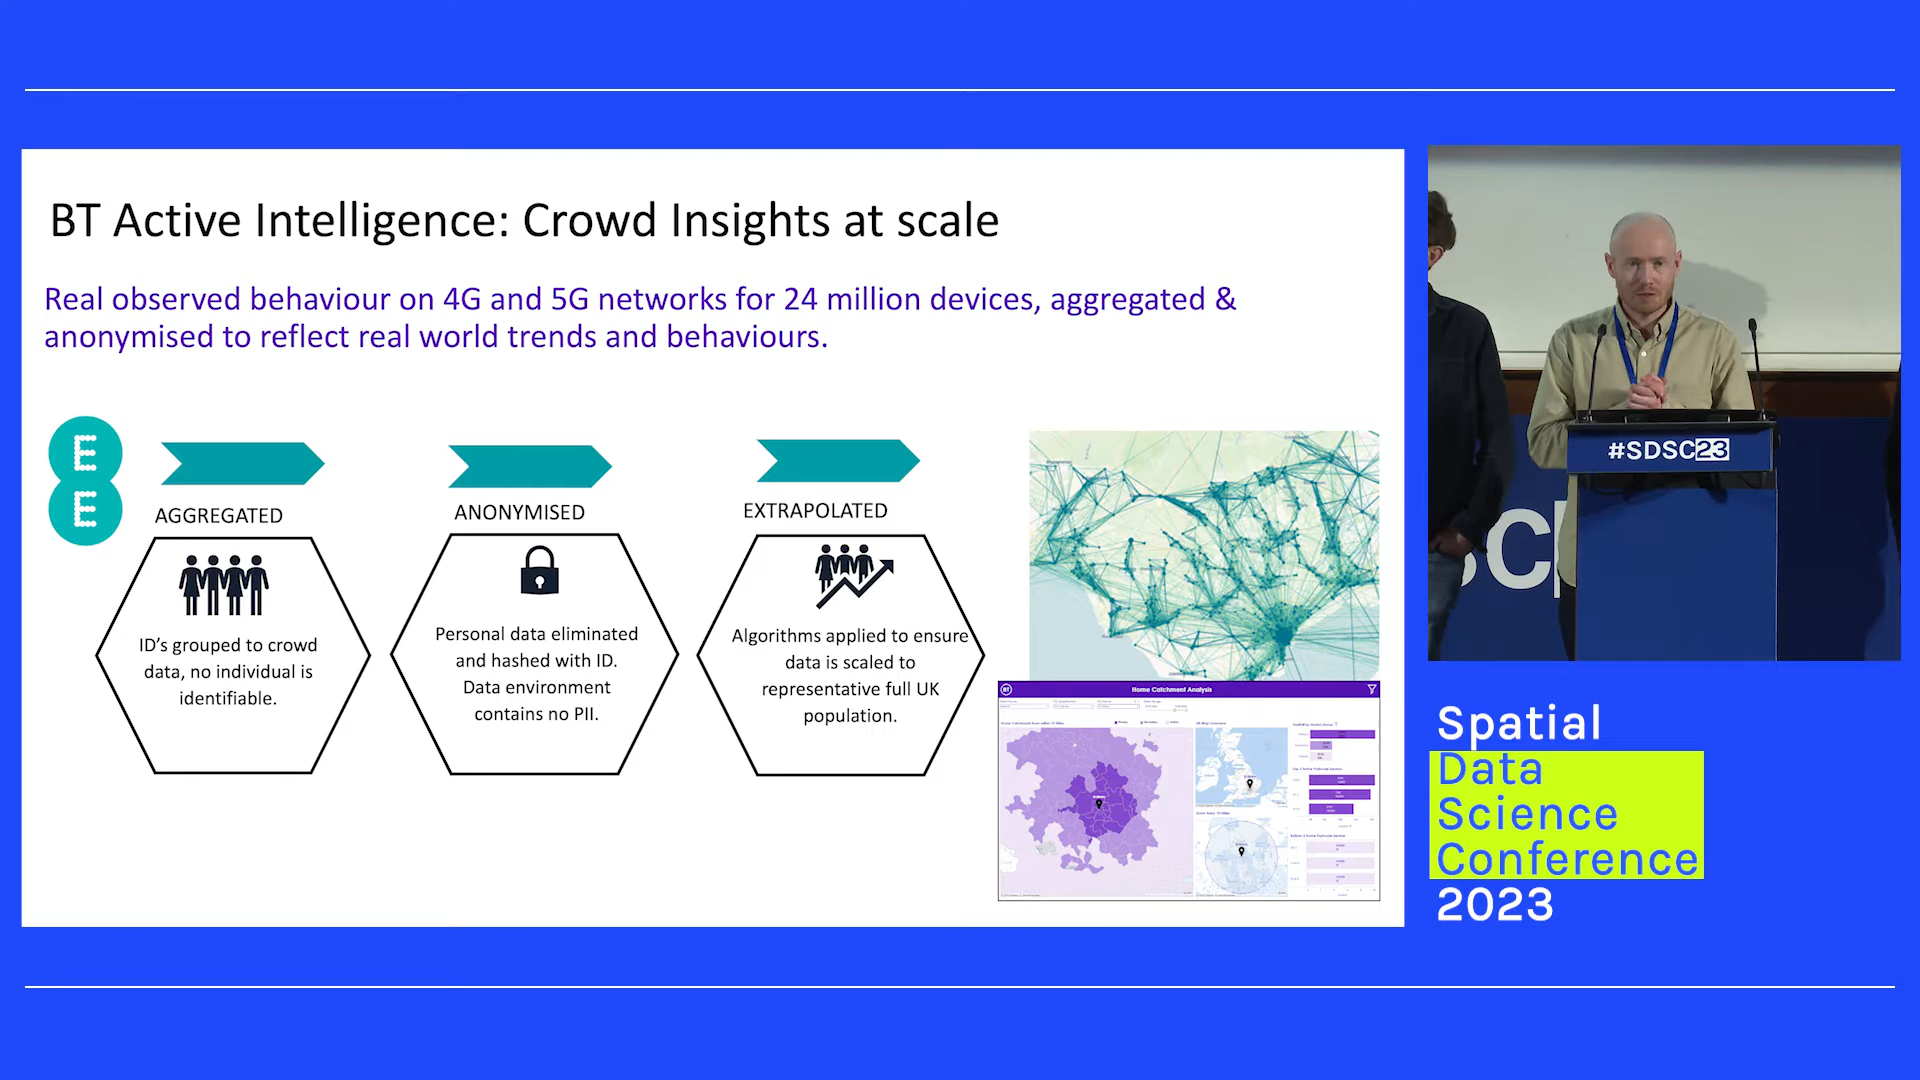 BT Active Intelligence: Crowd Insights at scale
Real observed behaviour on 4G and 5G networks for 24 million devices, aggregated &
anonymised to reflect real world trends and behaviours.
E
E
AGGREGATED
ID's grouped to crowd
data, no individual is
identifiable.
ANONYMISED
Personal data eliminated
and hashed with ID.
Data environment
contains no PII.
EXTRAPOLATED
Algorithms applied to ensure
data is scaled to
representative full UK
population.
BT
Home Catchment Analysis
#SDSC23
SC
Spatial
Data
Science
Conference
2023